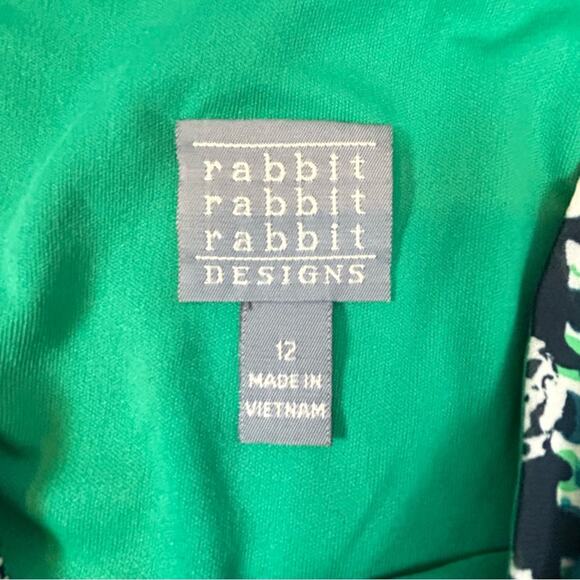 rabbit
rabbit
rabbit
DESIGNS
12
MADE IN
VIETNAM